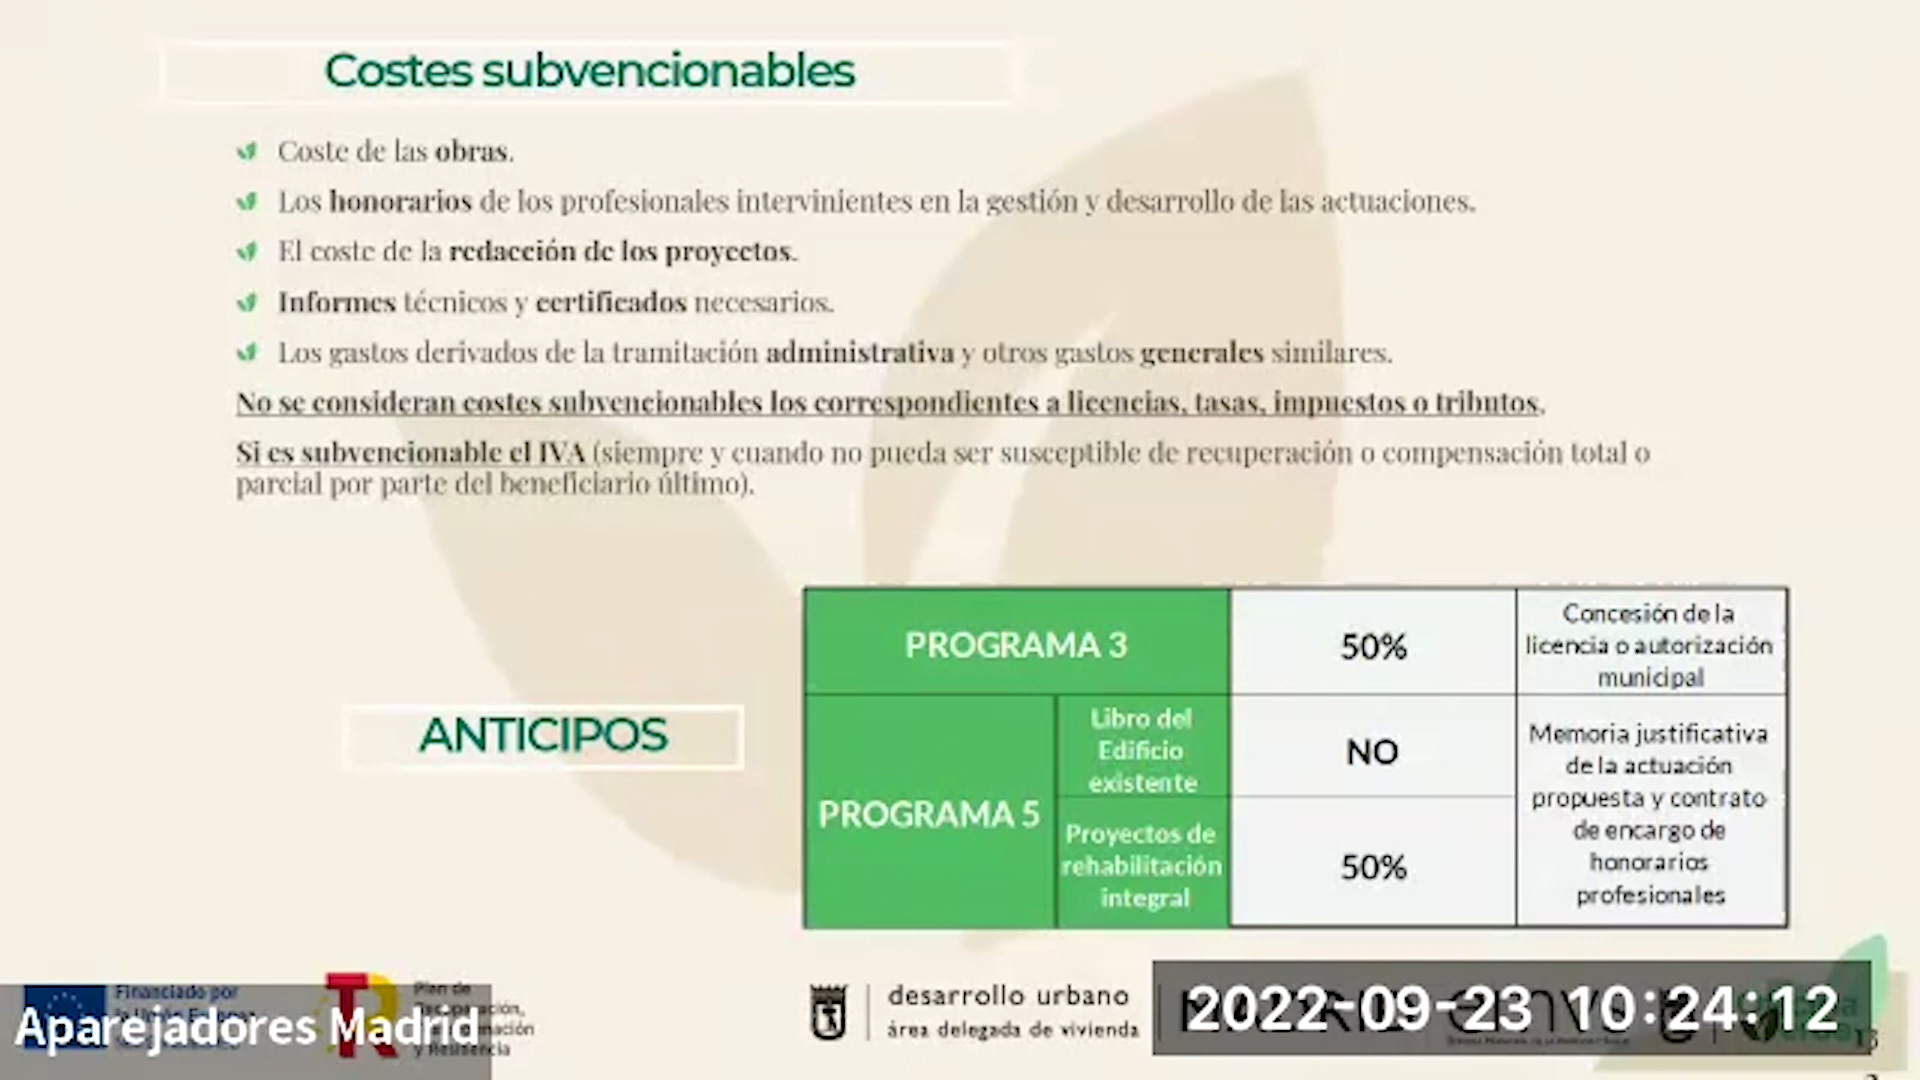 Costes subvencionables
Coste de las obras.
Los honorarios de los profesionales intervinientes en la gestión y desarrollo de las actuaciones.
El coste de la redacción de los proyectos.
Informes técnicos y certificados necesarios.
Los gastos derivados de la tramitación administrativa y otros gastos generales similares.
No se consideran costes subvencionables los correspondientes a licencias, tasas, impuestos o tributos.
Si es subvencionable el IVA (siempre y cuando no pueda ser susceptible de recuperación o compensación total o
parcial por parte del beneficiario último).
ANTICIPOS
PROGRAMA 3
50%
Concesión de la
licencia o autorización
municipal
PROGRAMA 5
Libro del
Edificio
existente
NO
Proyectos de
rehabilitación
integral
50%
Memoria justificativa
de la actuación
propuesta y contrato
de encargo de
honorarios
profesionales
Financiado por
Plan de
y Resiliencia
Aparejadores Madrid
desarrollo urbano
área delegada de vivienda
2022-09-23 10:24:12